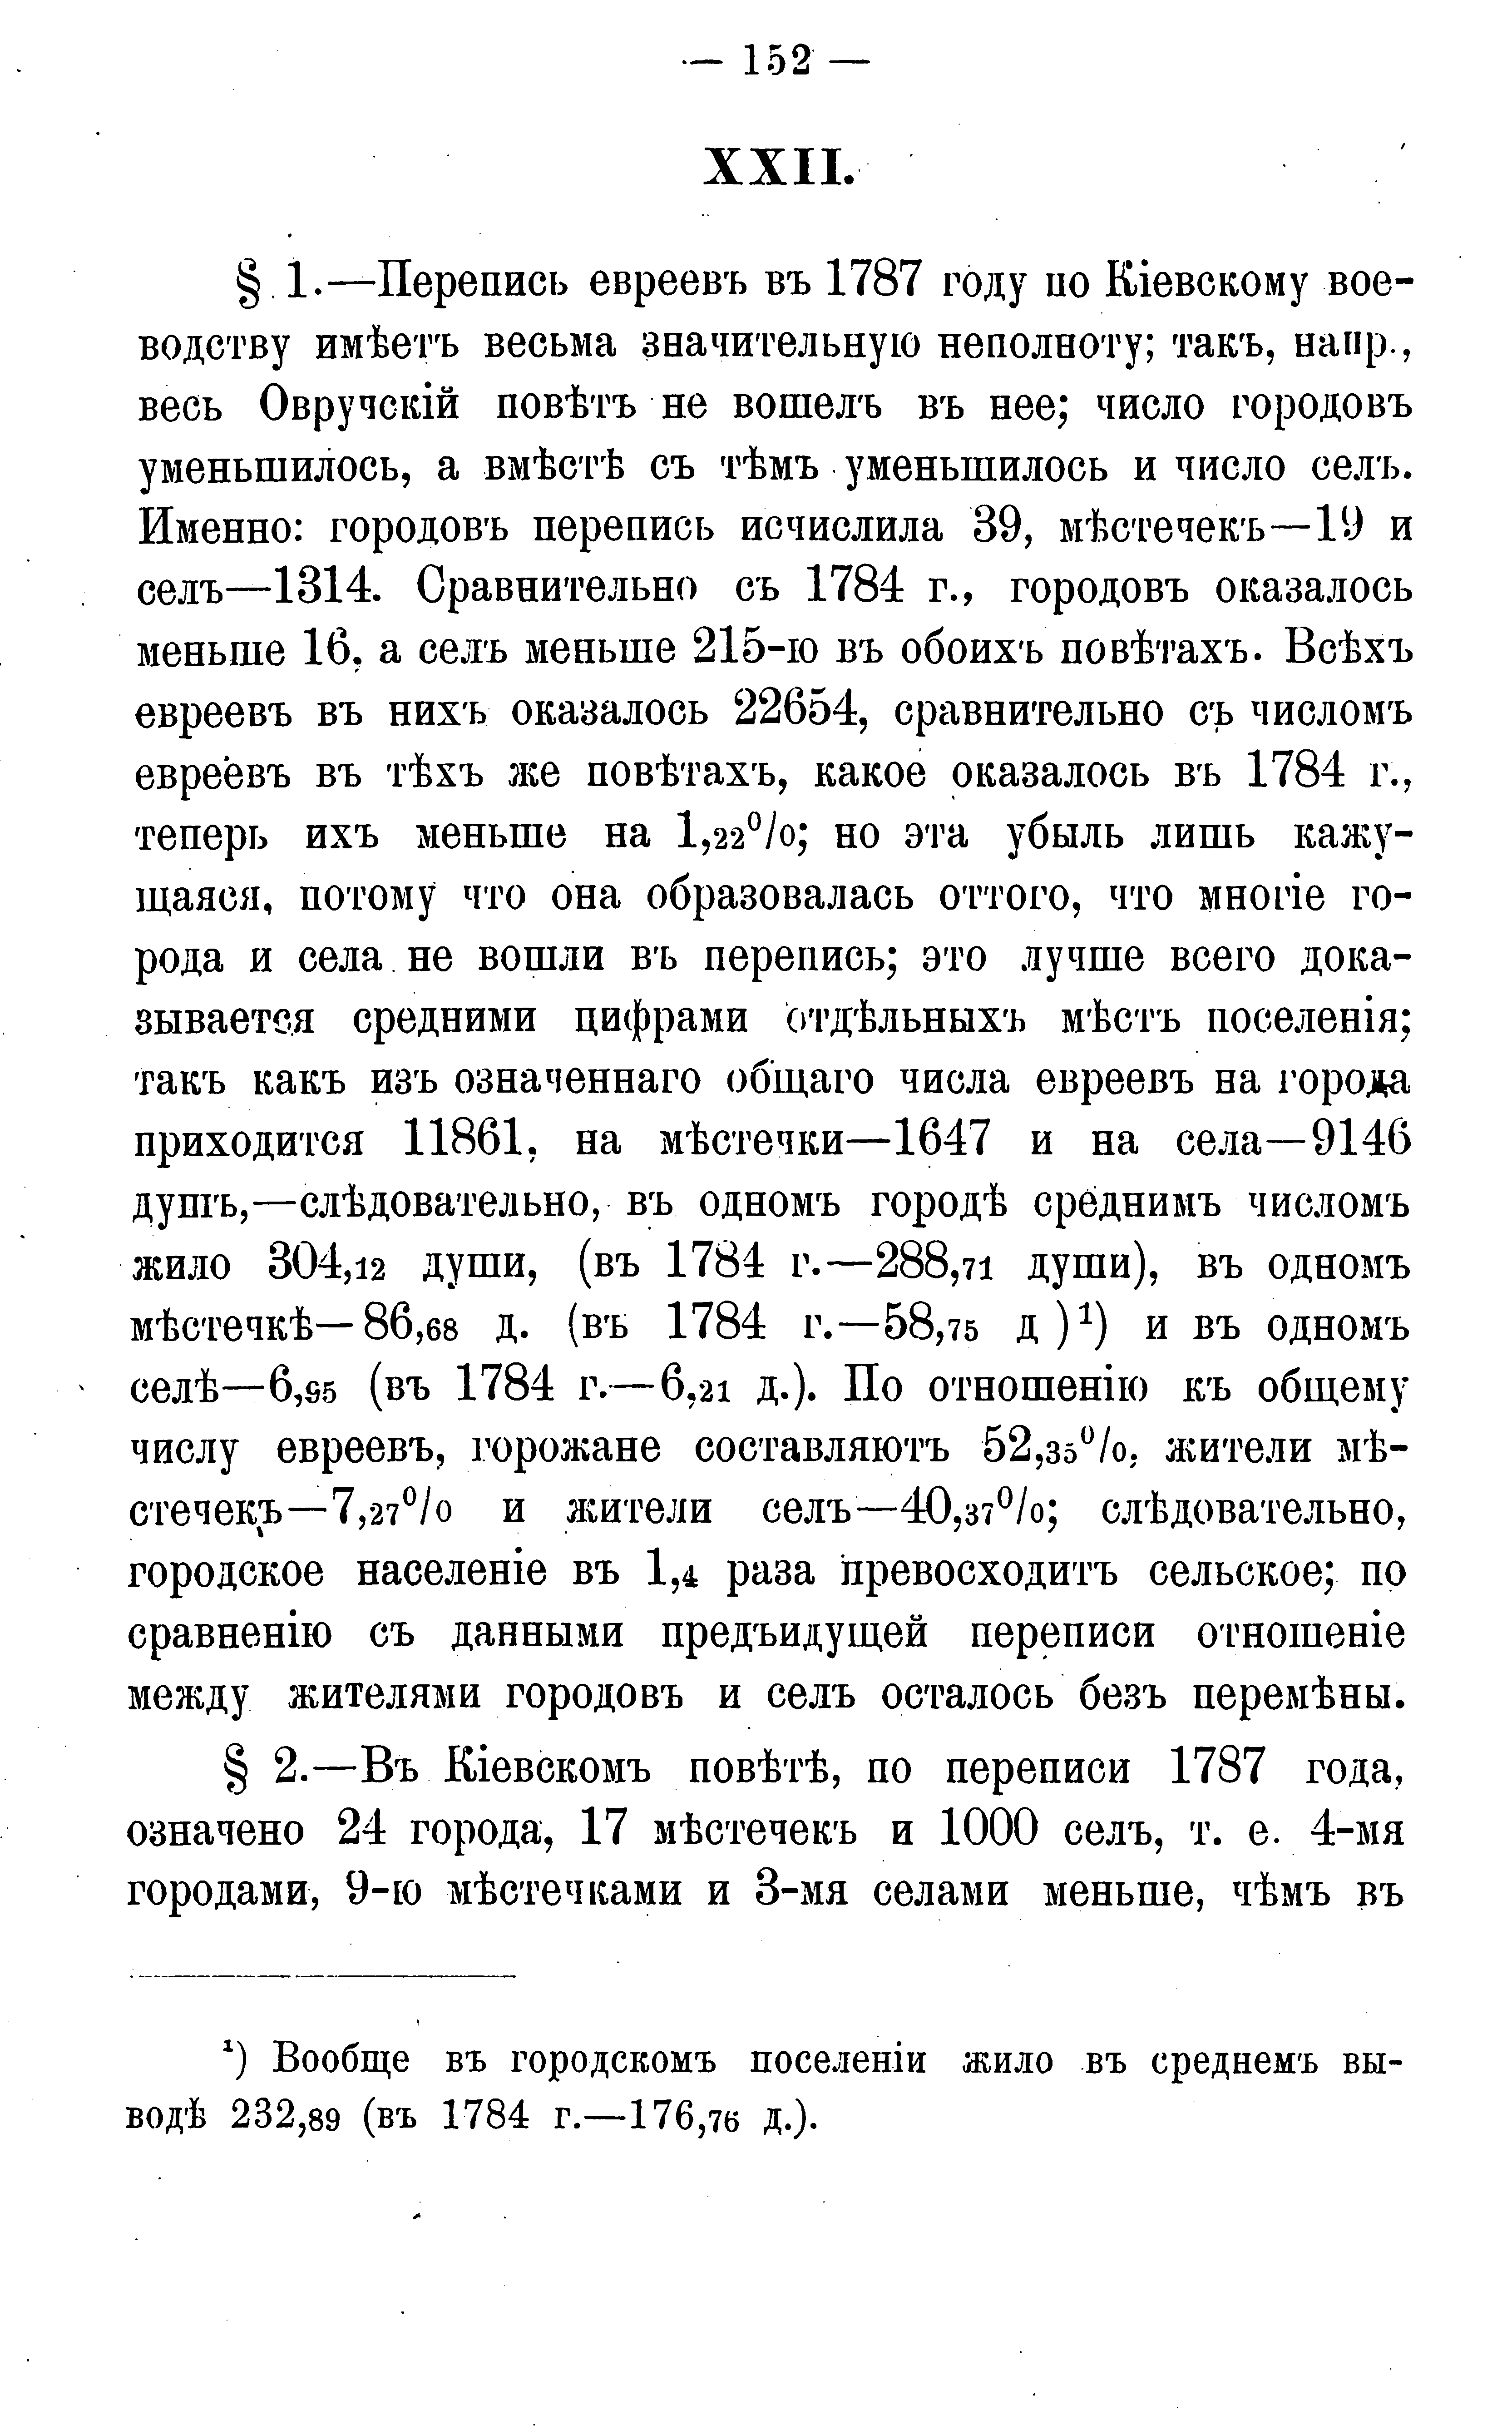 — 152 —
XXII.
§ 1.—Перепись евреевъ въ 1787 году по Кіевскому вое-
водству имѣетъ весьма значительную неполноту; такъ, напр.,
весь Овручскій повѣтъ не вошелъ въ нее; число городовъ
уменьшилось, а вмѣстѣ съ тѣмъ уменьшилось и число селъ.
Именно: городовъ перепись исчислила 39, мѣстечекъ—19 и
селъ—1314. Сравнительно съ 1784 г., городовъ оказалось
меньше 16, а селъ меньше 215-ю въ обоихъ повѣтахъ. Всѣхъ
евреевъ въ нихъ оказалось 22654, сравнительно съ числомъ
евреевъ въ тѣхъ же повѣтахъ, какое оказалось въ 1784 г.,
теперь ихъ меньше на 1,22%; но эта убыль лишь кажу-
щаяся, потому что она образовалась оттого, что многіе го-
рода и села не вошли въ перепись; это лучше всего дока-
зывается средними цифрами отдѣльныхъ мѣстъ поселенія;
такъ какъ изъ означеннаго общаго числа евреевъ на города
приходится 11861, на мѣстечки—1647 и на села—9146
душъ,—слѣдовательно, въ одномъ городѣ среднимъ числомъ
жило 304,12 души, (въ 1784 г.—288,71 души), въ одномъ
мѣстечкѣ—86,68 д. (въ 1784 г.—58,75 д )¹) и въ одномъ
селѣ—6,95 (въ 1784 г.—6,21 д.). По отношенію къ общему
числу евреевъ, горожане составляютъ 52,35%, жители мѣ-
стечекъ—7,27% и жители селъ—40,37%; слѣдовательно,
городское населеніе въ 1,4 раза превосходитъ сельское; по
сравненію съ данными предъидущей переписи отношеніе
между жителями городовъ и селъ осталось безъ перемѣны.
§ 2.—Въ Кіевскомъ повѣтѣ, по переписи 1787 года,
означено 24 города, 17 мѣстечекъ и 1000 селъ, т. е. 4-мя
городами, 9-ю мѣстечками и 3-мя селами меньше, чѣмъ въ
¹) Вообще въ городскомъ поселеніи жило въ среднемъ вы-
водѣ 232,89 (въ 1784 г.—176,76 д.).